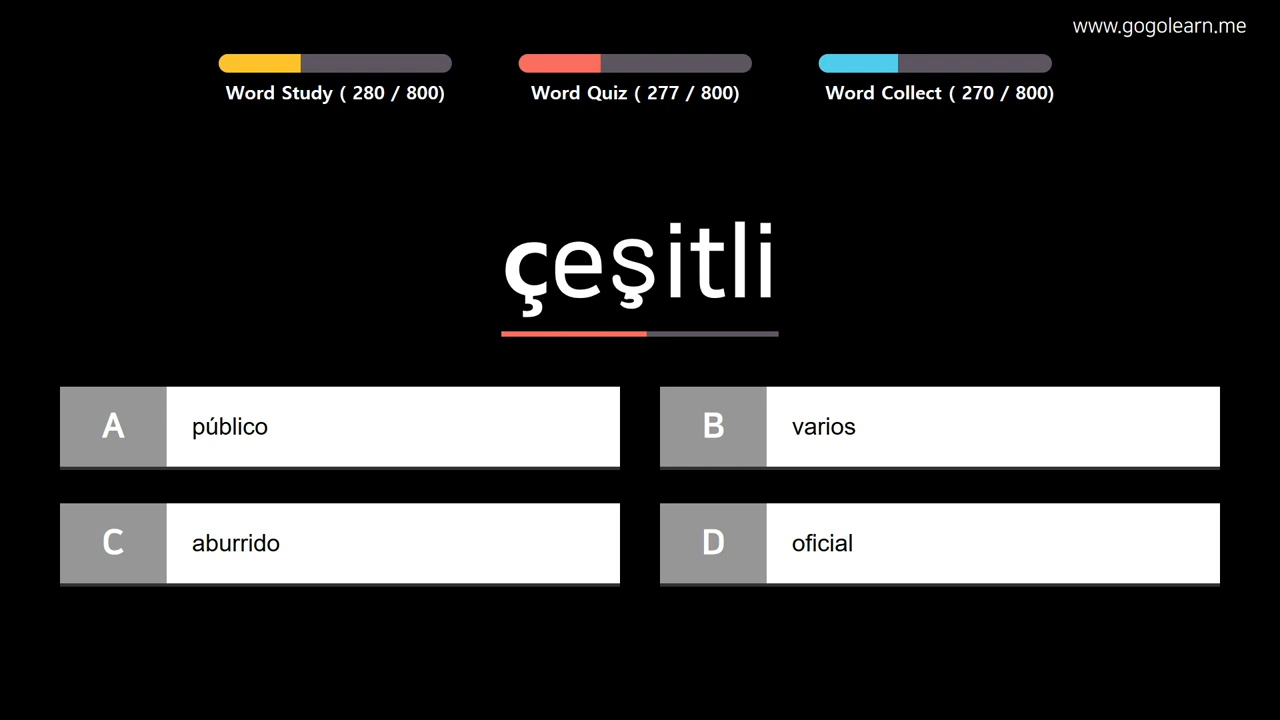 www.gogolearn.me
Word Study ( 280 / 800)
Word Quiz ( 277 / 800)
Word Collect ( 270 / 800)
çeşitli
A
público
B
varios
C
aburrido
D
oficial